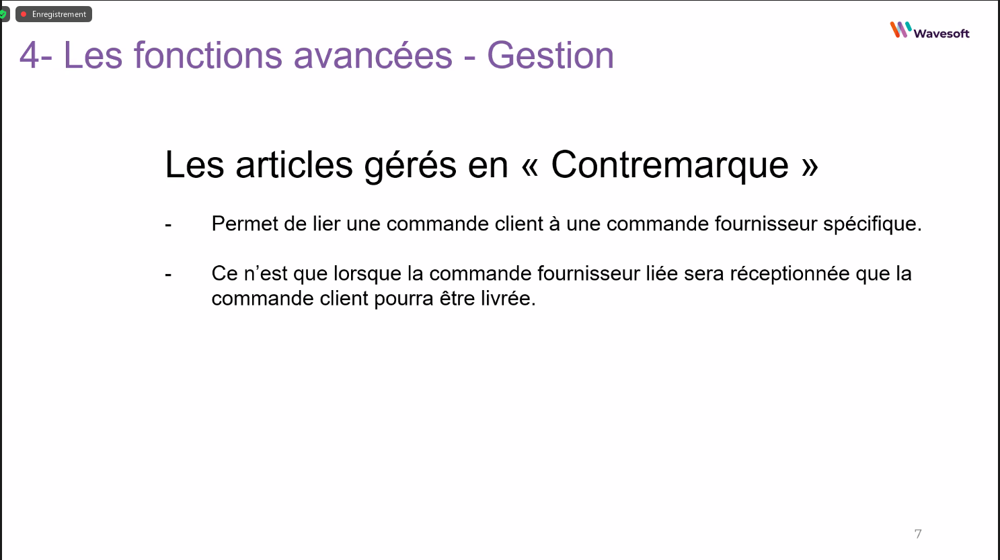 Enregistrement
Wavesoft
4- Les fonctions avancées - Gestion
Les articles gérés en « Contremarque »
- Permet de lier une commande client à une commande fournisseur spécifique.
- Ce n’est que lorsque la commande fournisseur liée sera réceptionnée que la
commande client pourra être livrée.
7